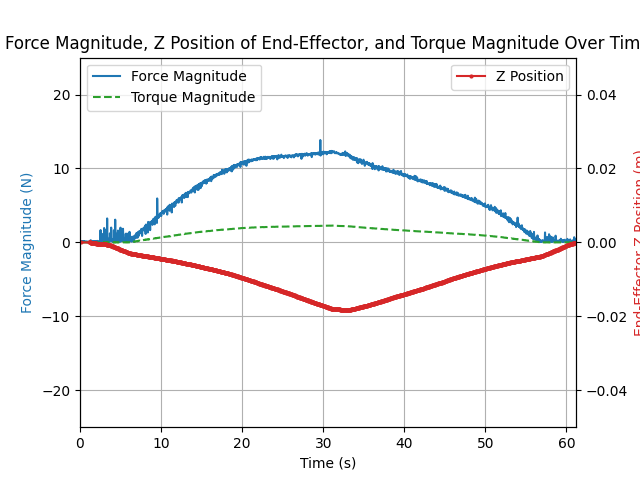 Force Magnitude, Z Position of End-Effector, and Torque Magnitude Over Tim
Force Magnitude
Torque Magnitude
Z Position
20
10
0
−10
−20
Force Magnitude (N)
0.04
0.02
0.00
−0.02
−0.04
End-Effector Z Position (m)
0
10
20
30
40
50
60
Time (s)